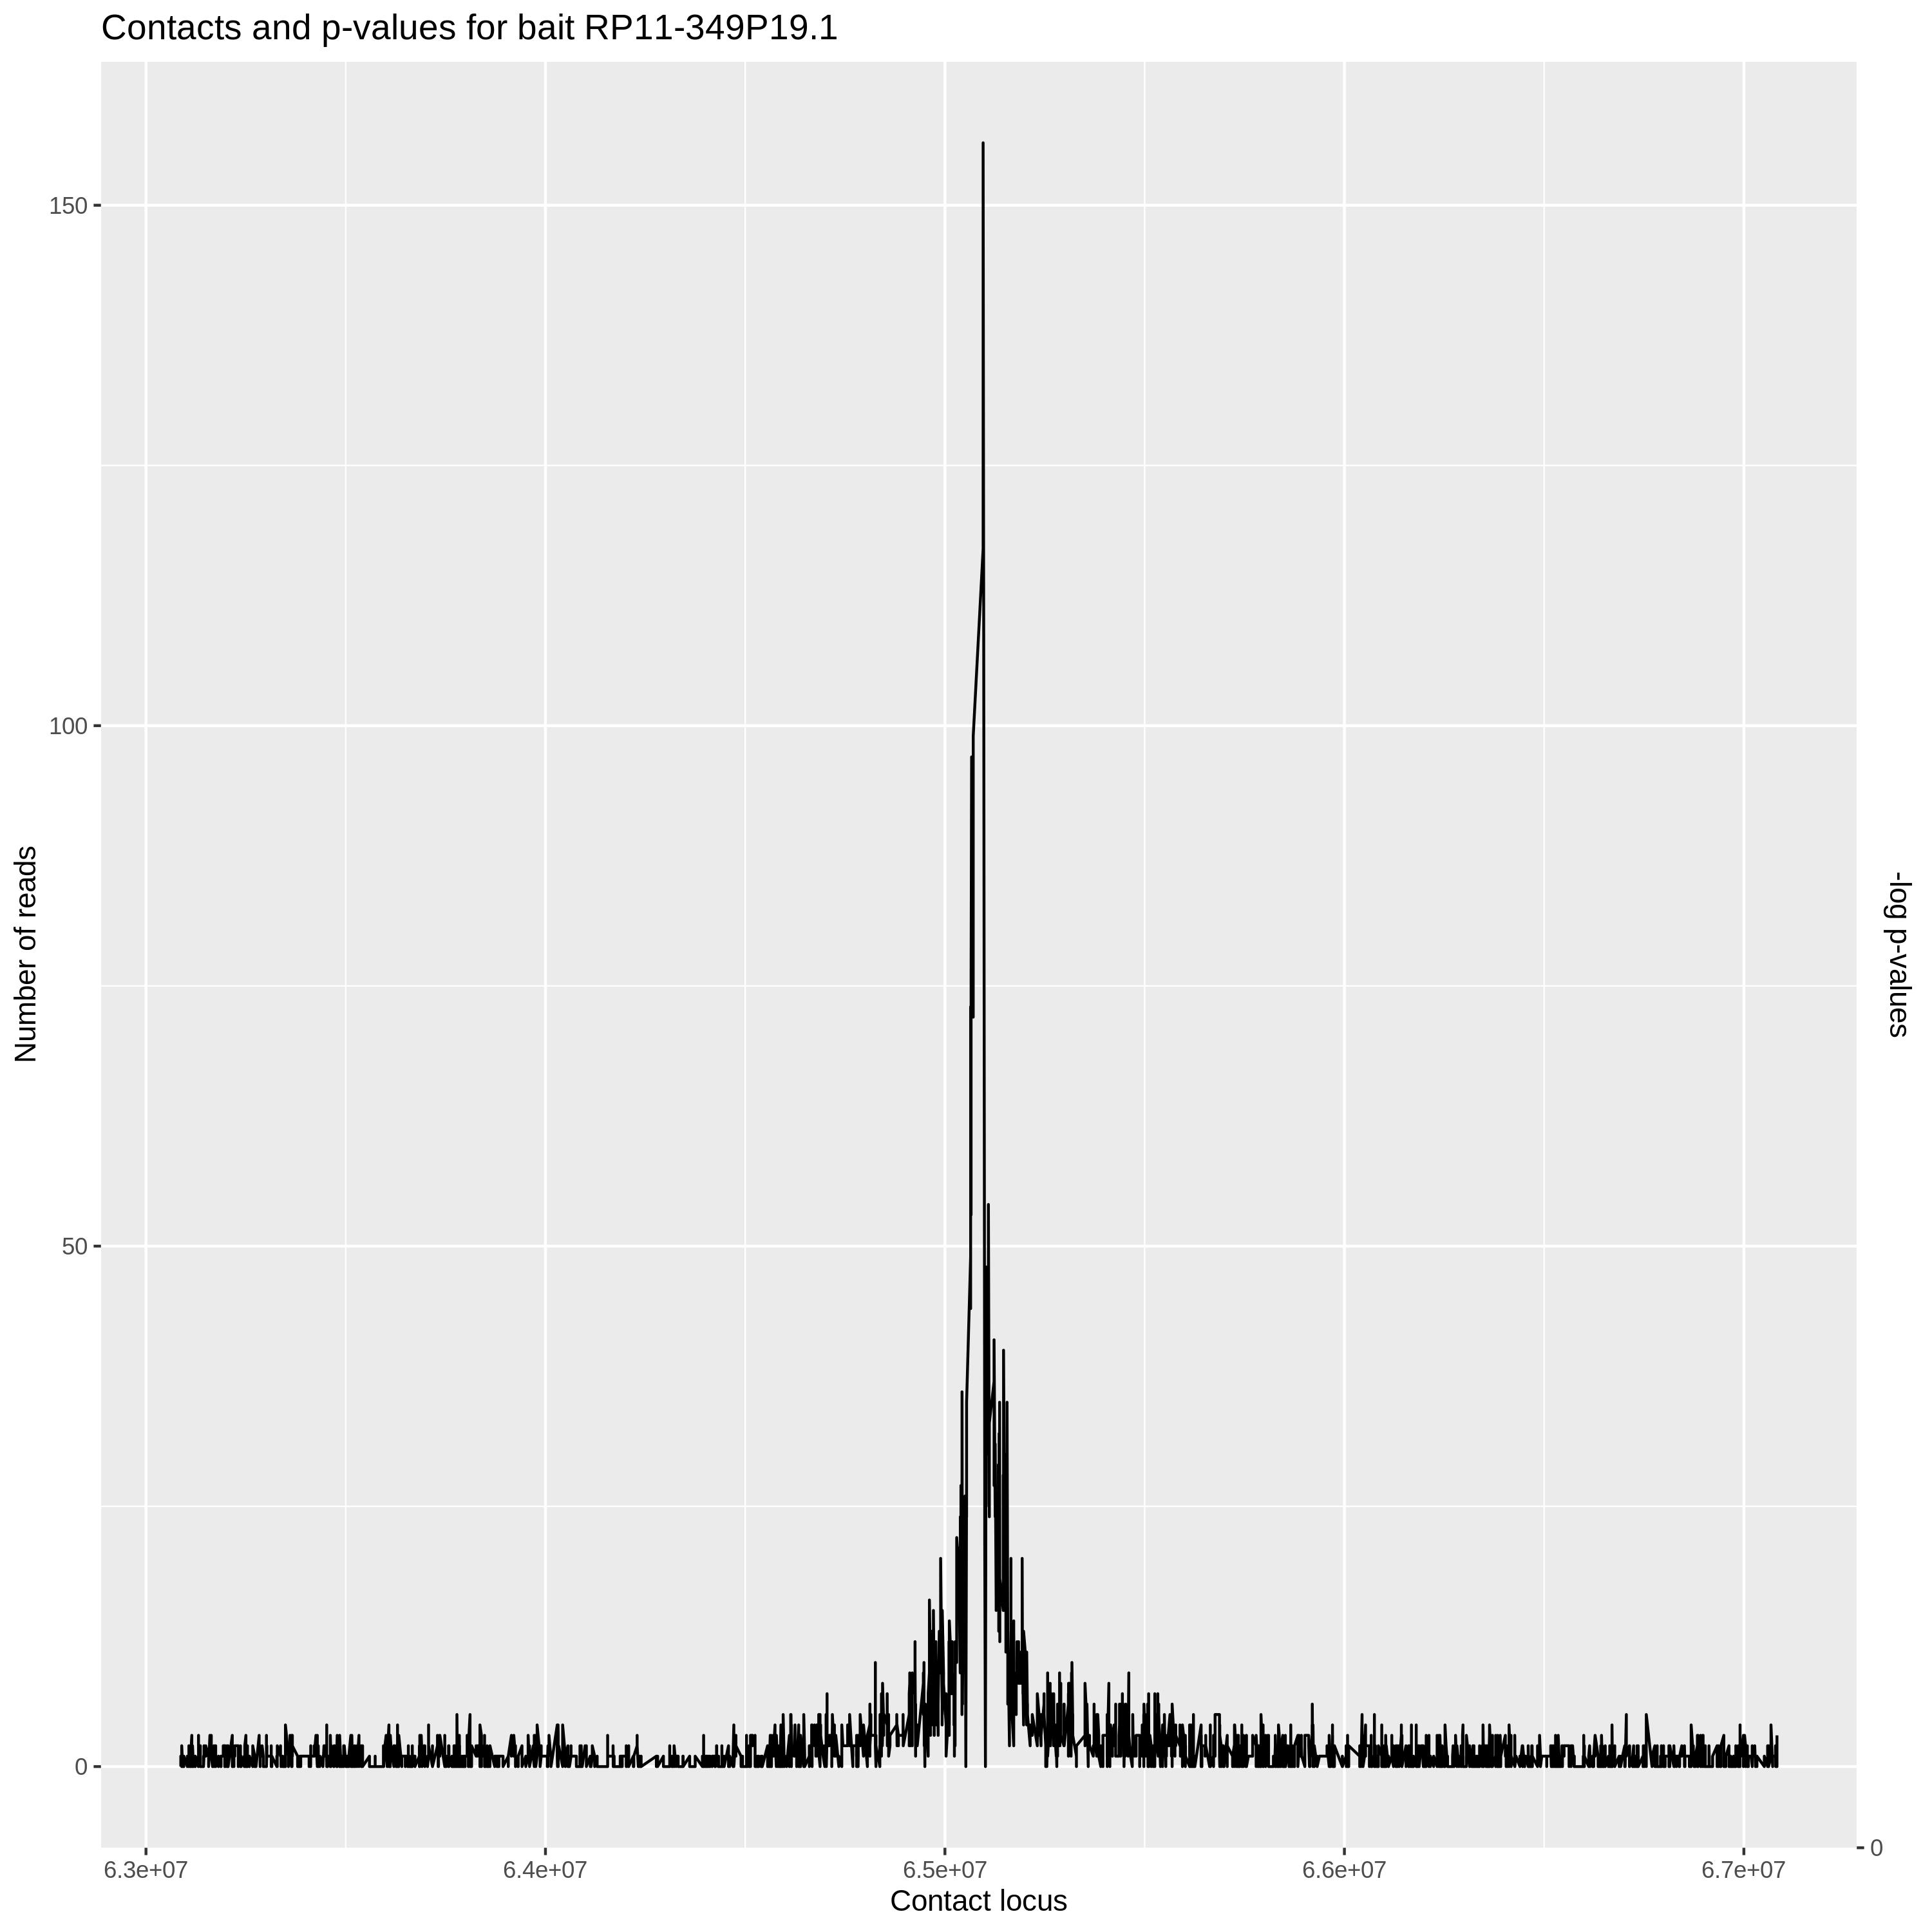 Contacts and p-values for bait RP11-349P19.1
150
100
50
0
Number of reads
-log p-values
0
6.3e+07
6.4e+07
6.5e+07
6.6e+07
6.7e+07
Contact locus